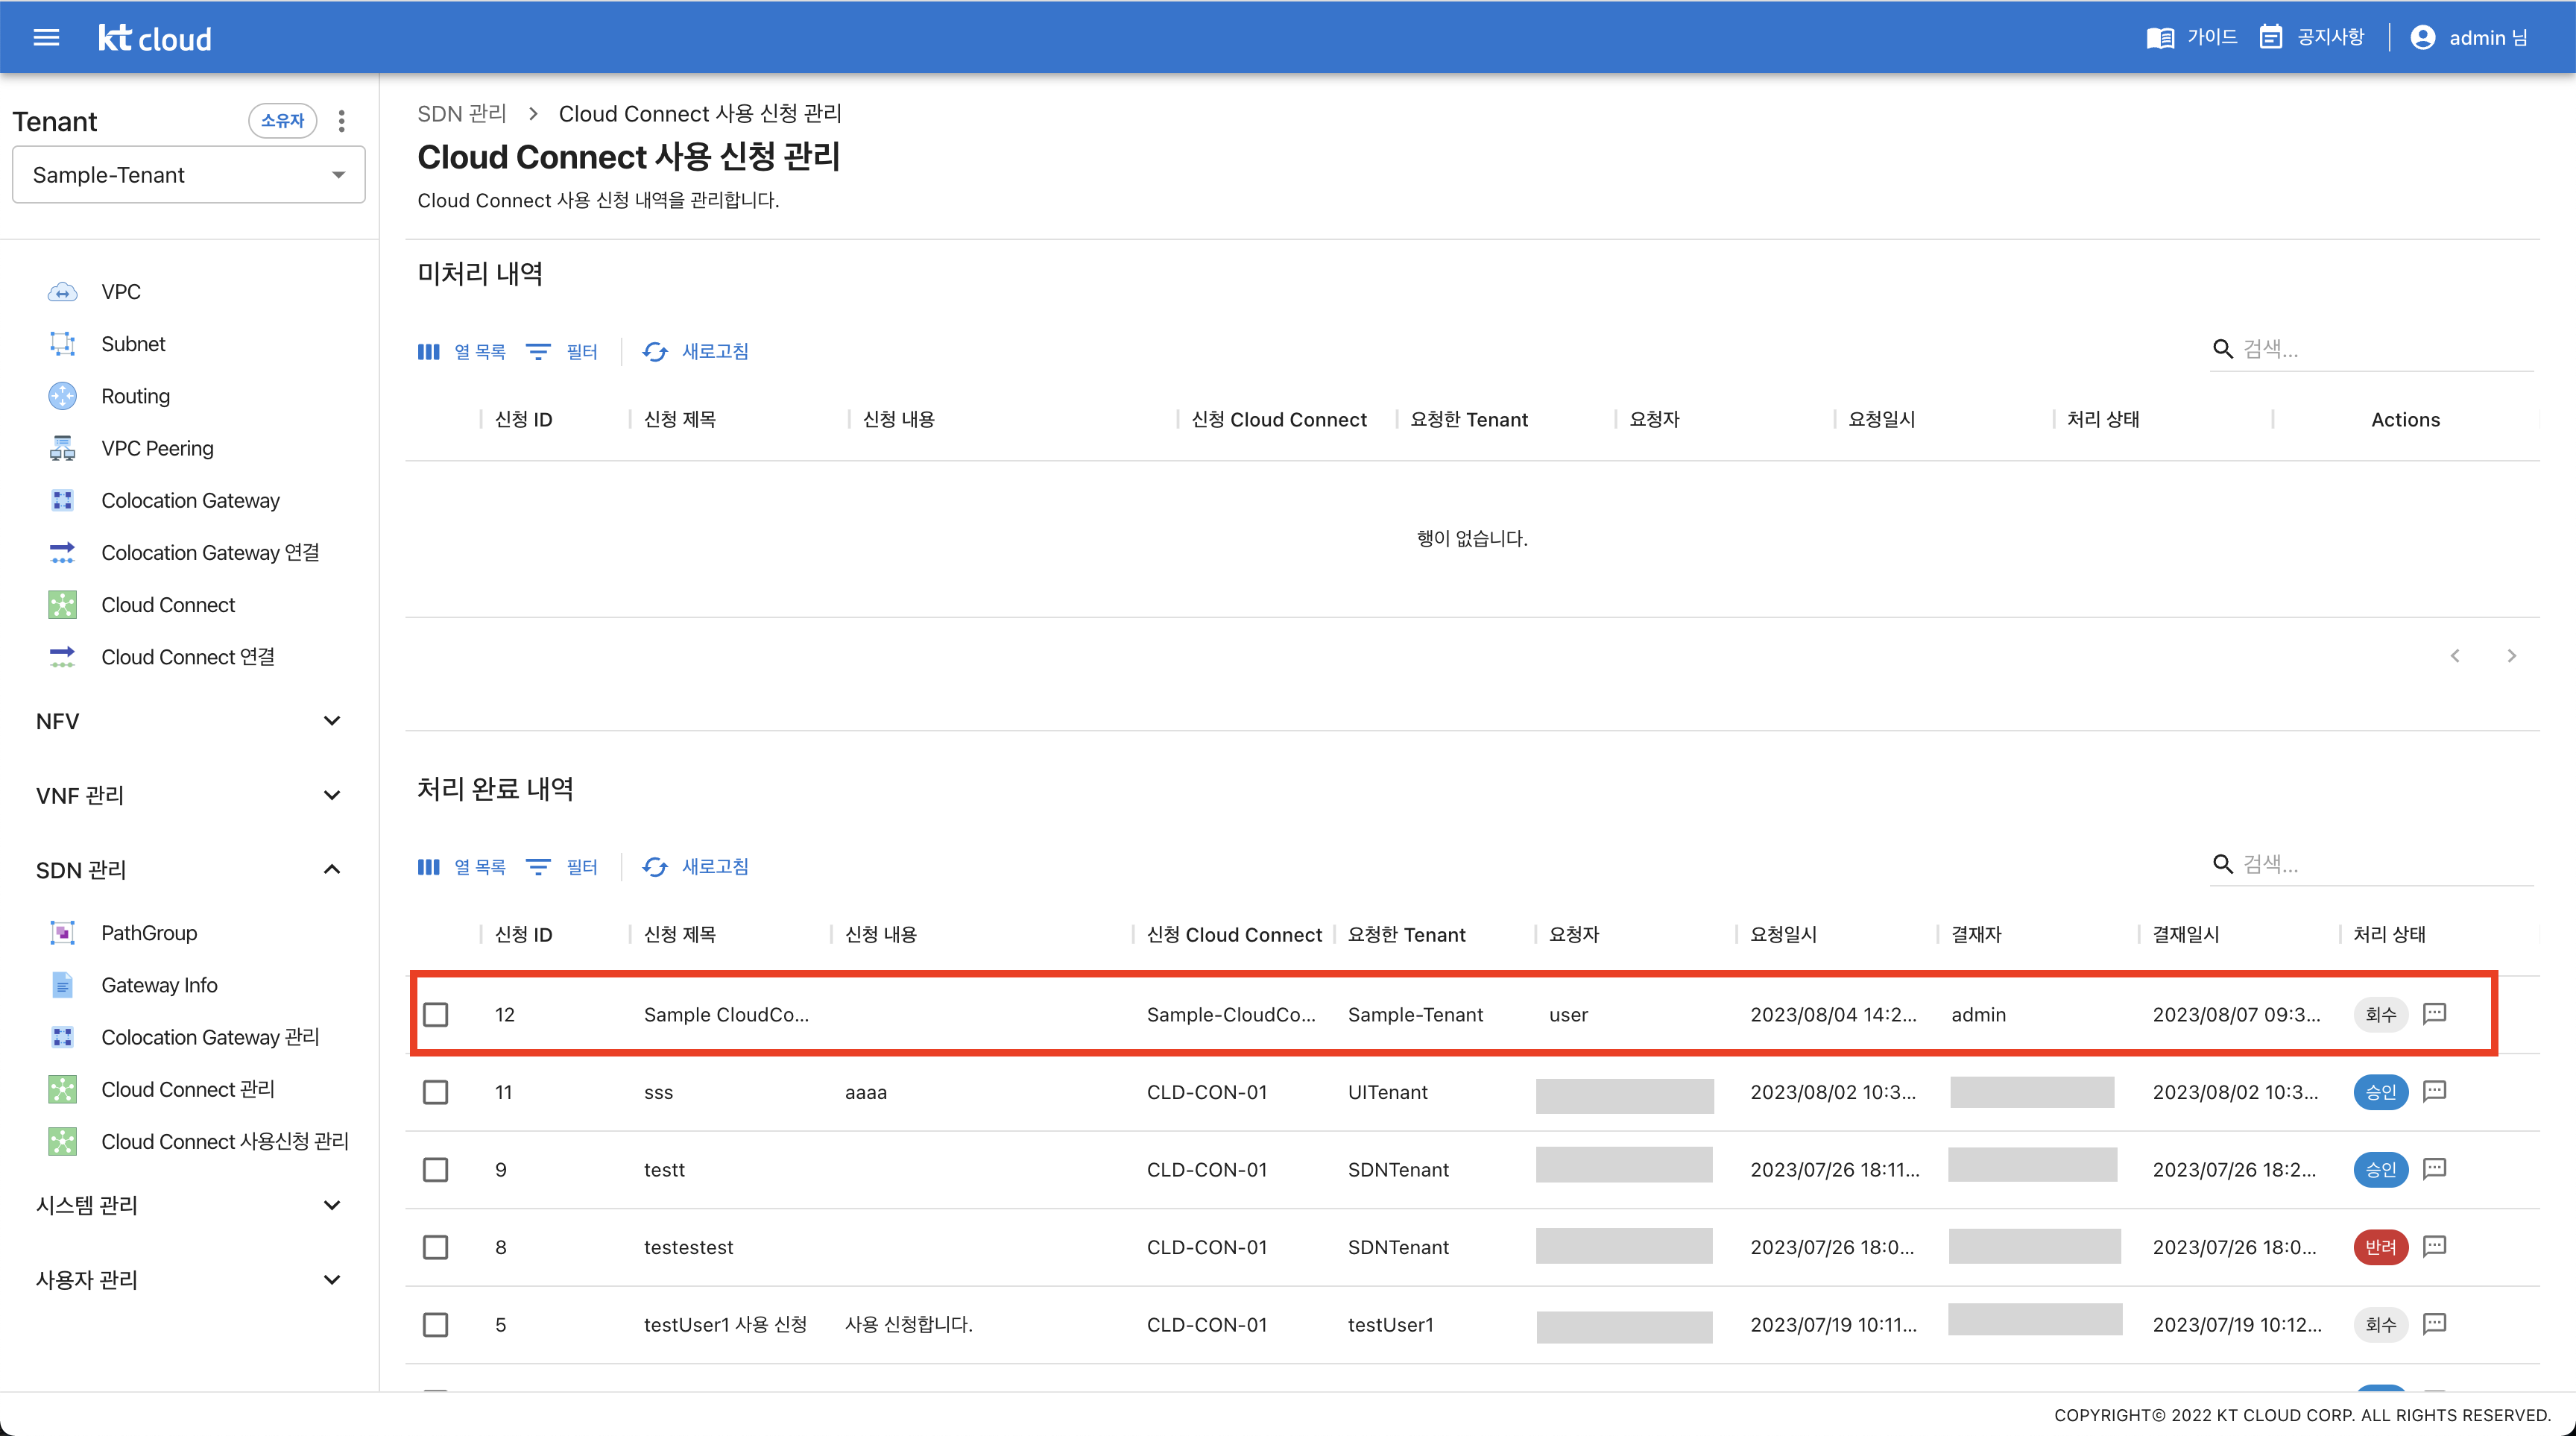 kt cloud
가이드
공지사항
admin 님
Tenant
소유자
Sample-Tenant
VPC
Subnet
Routing
VPC Peering
Colocation Gateway
Colocation Gateway 연결
Cloud Connect
Cloud Connect 연결
NFV
VNF 관리
SDN 관리
PathGroup
Gateway Info
Colocation Gateway 관리
Cloud Connect 관리
Cloud Connect 사용신청 관리
시스템 관리
사용자 관리
SDN 관리 > Cloud Connect 사용 신청 관리
Cloud Connect 사용 신청 관리
Cloud Connect 사용 신청 내역을 관리합니다.
미처리 내역
열 목록 필터 새로고침 검색...
신청 ID 신청 제목 신청 내용 신청 Cloud Connect 요청한 Tenant 요청자 요청일시 처리 상태 Actions
행이 없습니다.
처리 완료 내역
열 목록 필터 새로고침 검색...
신청 ID 신청 제목 신청 내용 신청 Cloud Connect 요청한 Tenant 요청자 요청일시 결재자 결재일시 처리 상태
12 Sample CloudCo... Sample-CloudCo... Sample-Tenant user 2023/08/04 14:2... admin 2023/08/07 09:3... 회수
11 sss aaaa CLD-CON-01 UITenant 2023/08/02 10:3... 2023/08/02 10:3... 승인
9 testt CLD-CON-01 SDNTenant 2023/07/26 18:11... 2023/07/26 18:2... 승인
8 testestest CLD-CON-01 SDNTenant 2023/07/26 18:0... 2023/07/26 18:0... 반려
5 testUser1 사용 신청 사용 신청합니다. CLD-CON-01 testUser1 2023/07/19 10:11... 2023/07/19 10:12... 회수
COPYRIGHT© 2022 KT CLOUD CORP. ALL RIGHTS RESERVED.